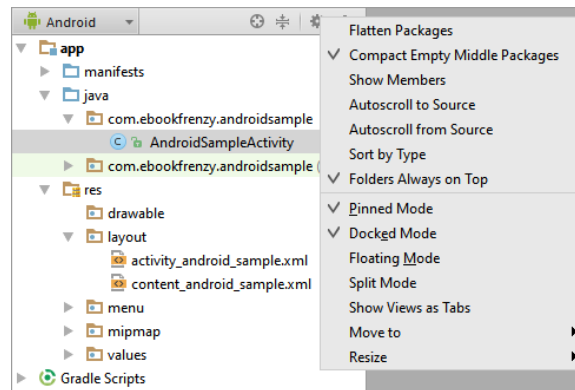 Android
app
manifests
java
com.ebookfrenzy.androidsample
AndroidSampleActivity
com.ebookfrenzy.androidsample (
res
drawable
layout
activity_android_sample.xml
content_android_sample.xml
menu
mipmap
values
Gradle Scripts
Flatten Packages
Compact Empty Middle Packages
Show Members
Autoscroll to Source
Autoscroll from Source
Sort by Type
Folders Always on Top
Pinned Mode
Docked Mode
Floating Mode
Split Mode
Show Views as Tabs
Move to
Resize